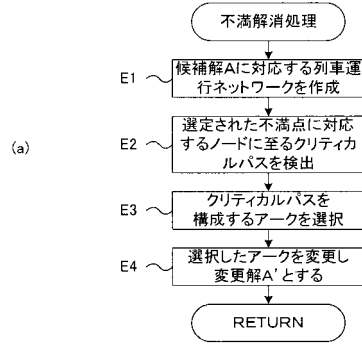 不満解消処理
E1
候補解Aに対応する列車運
行ネットワークを作成
(a)
E2
選定された不満点に対応
するノードに至るクリティカ
ルパスを検出
E3
クリティカルパスを
構成するアークを選択
E4
選択したアークを変更し
変更解A'とする
RETURN